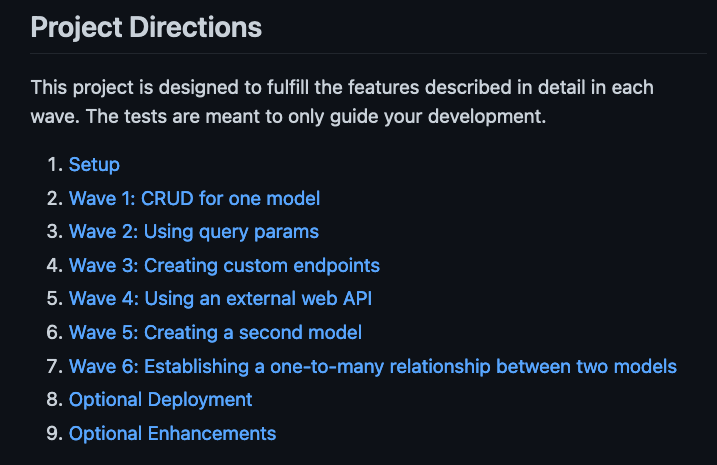 Project Directions
This project is designed to fulfill the features described in detail in each
wave. The tests are meant to only guide your development.
1. Setup
2. Wave 1: CRUD for one model
3. Wave 2: Using query params
4. Wave 3: Creating custom endpoints
5. Wave 4: Using an external web API
6. Wave 5: Creating a second model
7. Wave 6: Establishing a one-to-many relationship between two models
8. Optional Deployment
9. Optional Enhancements